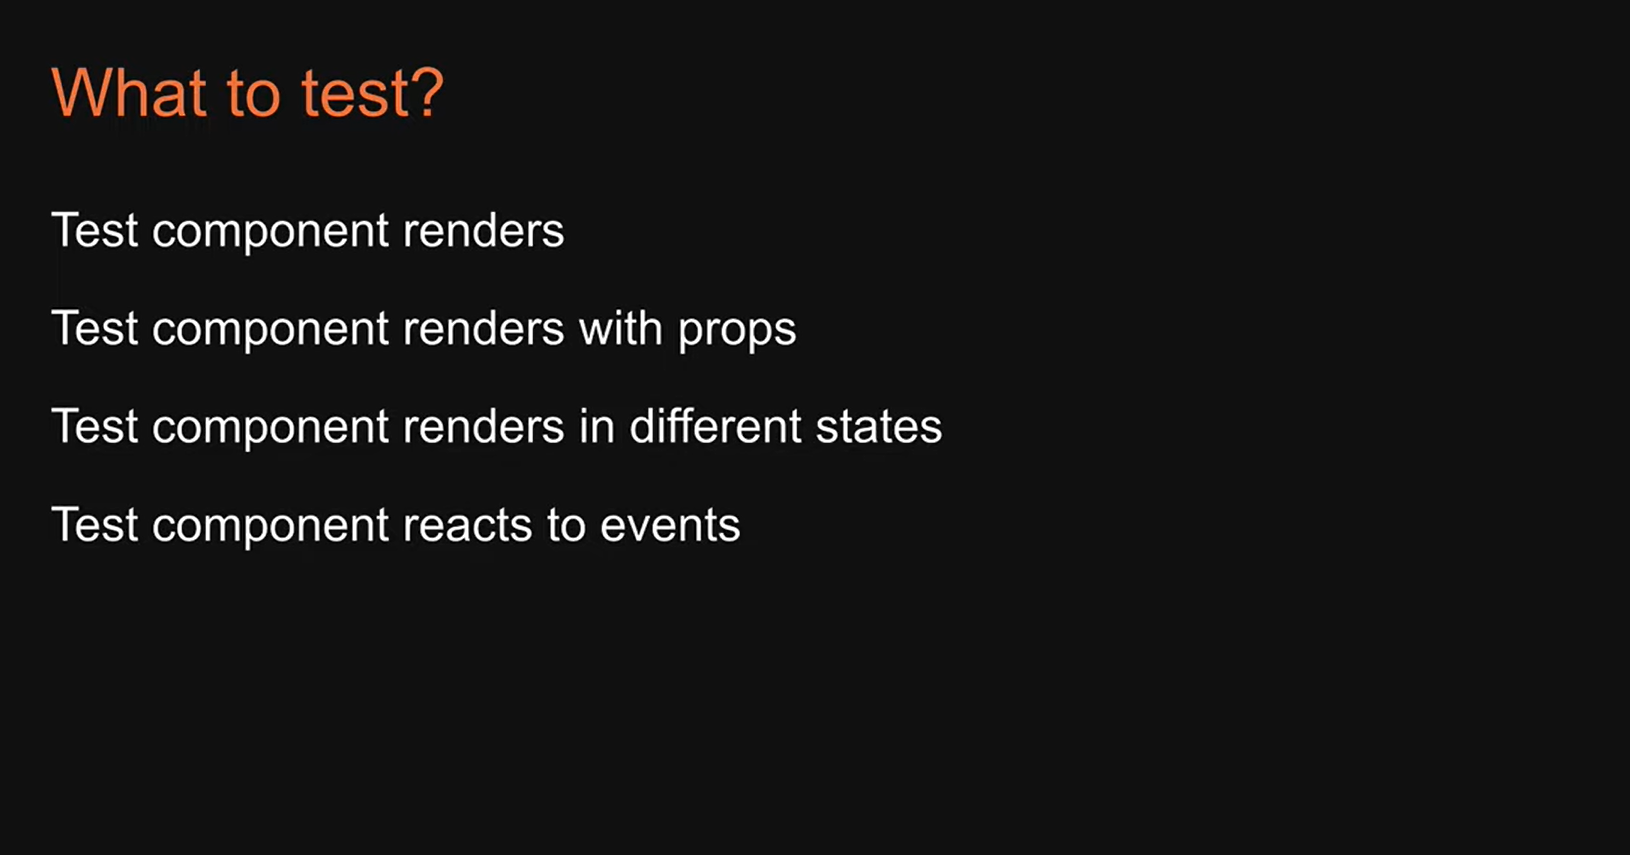 What to test?
Test component renders
Test component renders with props
Test component renders in different states
Test component reacts to events